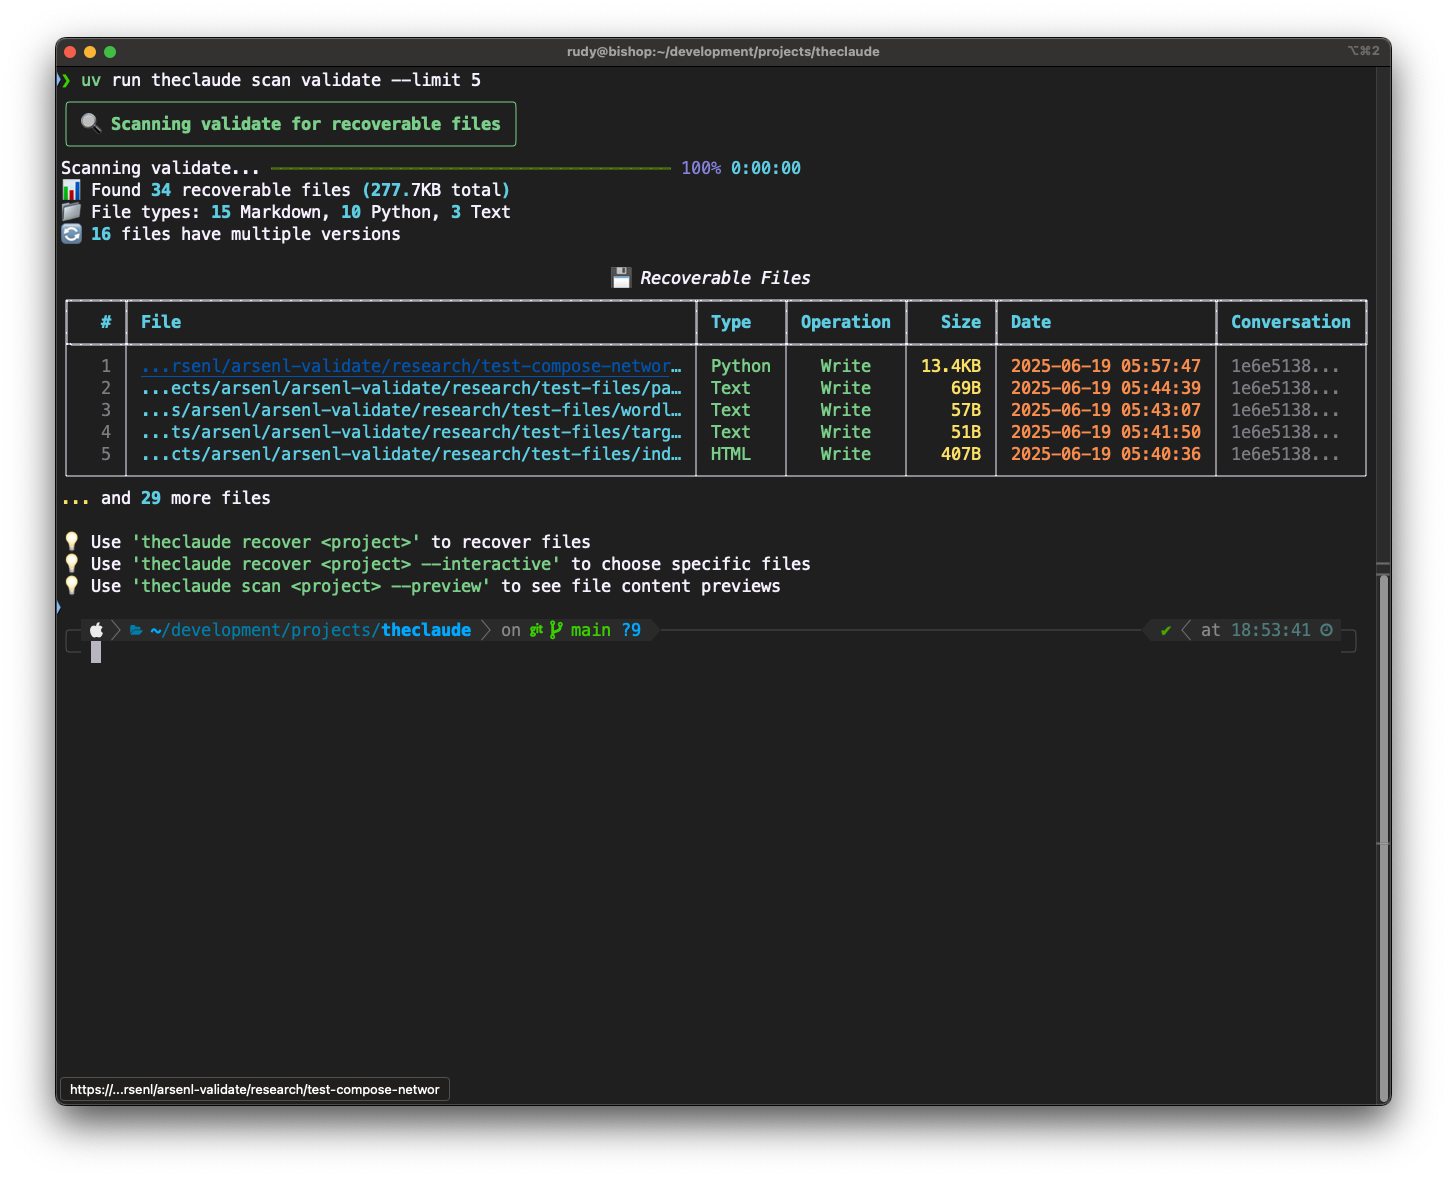 rudy@bishop:~/development/projects/theclaude
⌥⌘2
❯ uv run theclaude scan validate --limit 5
🔍 Scanning validate for recoverable files
Scanning validate... 100% 0:00:00
📊 Found 34 recoverable files (277.7KB total)
📁 File types: 15 Markdown, 10 Python, 3 Text
🔄 16 files have multiple versions
💾 Recoverable Files
# File Type Operation Size Date Conversation
1 ...rsenl/arsenl-validate/research/test-compose-networ… Python Write 13.4KB 2025-06-19 05:57:47 1e6e5138...
2 ...ects/arsenl/arsenl-validate/research/test-files/pa… Text Write 69B 2025-06-19 05:44:39 1e6e5138...
3 ...s/arsenl/arsenl-validate/research/test-files/wordl… Text Write 57B 2025-06-19 05:43:07 1e6e5138...
4 ...ts/arsenl/arsenl-validate/research/test-files/targ… Text Write 51B 2025-06-19 05:41:50 1e6e5138...
5 ...cts/arsenl/arsenl-validate/research/test-files/ind… HTML Write 407B 2025-06-19 05:40:36 1e6e5138...
... and 29 more files
💡 Use 'theclaude recover <project>' to recover files
💡 Use 'theclaude recover <project> --interactive' to choose specific files
💡 Use 'theclaude scan <project> --preview' to see file content previews
~/development/projects/theclaude on git main ?9 ✔ at 18:53:41
https://...rsenl/arsenl-validate/research/test-compose-networ